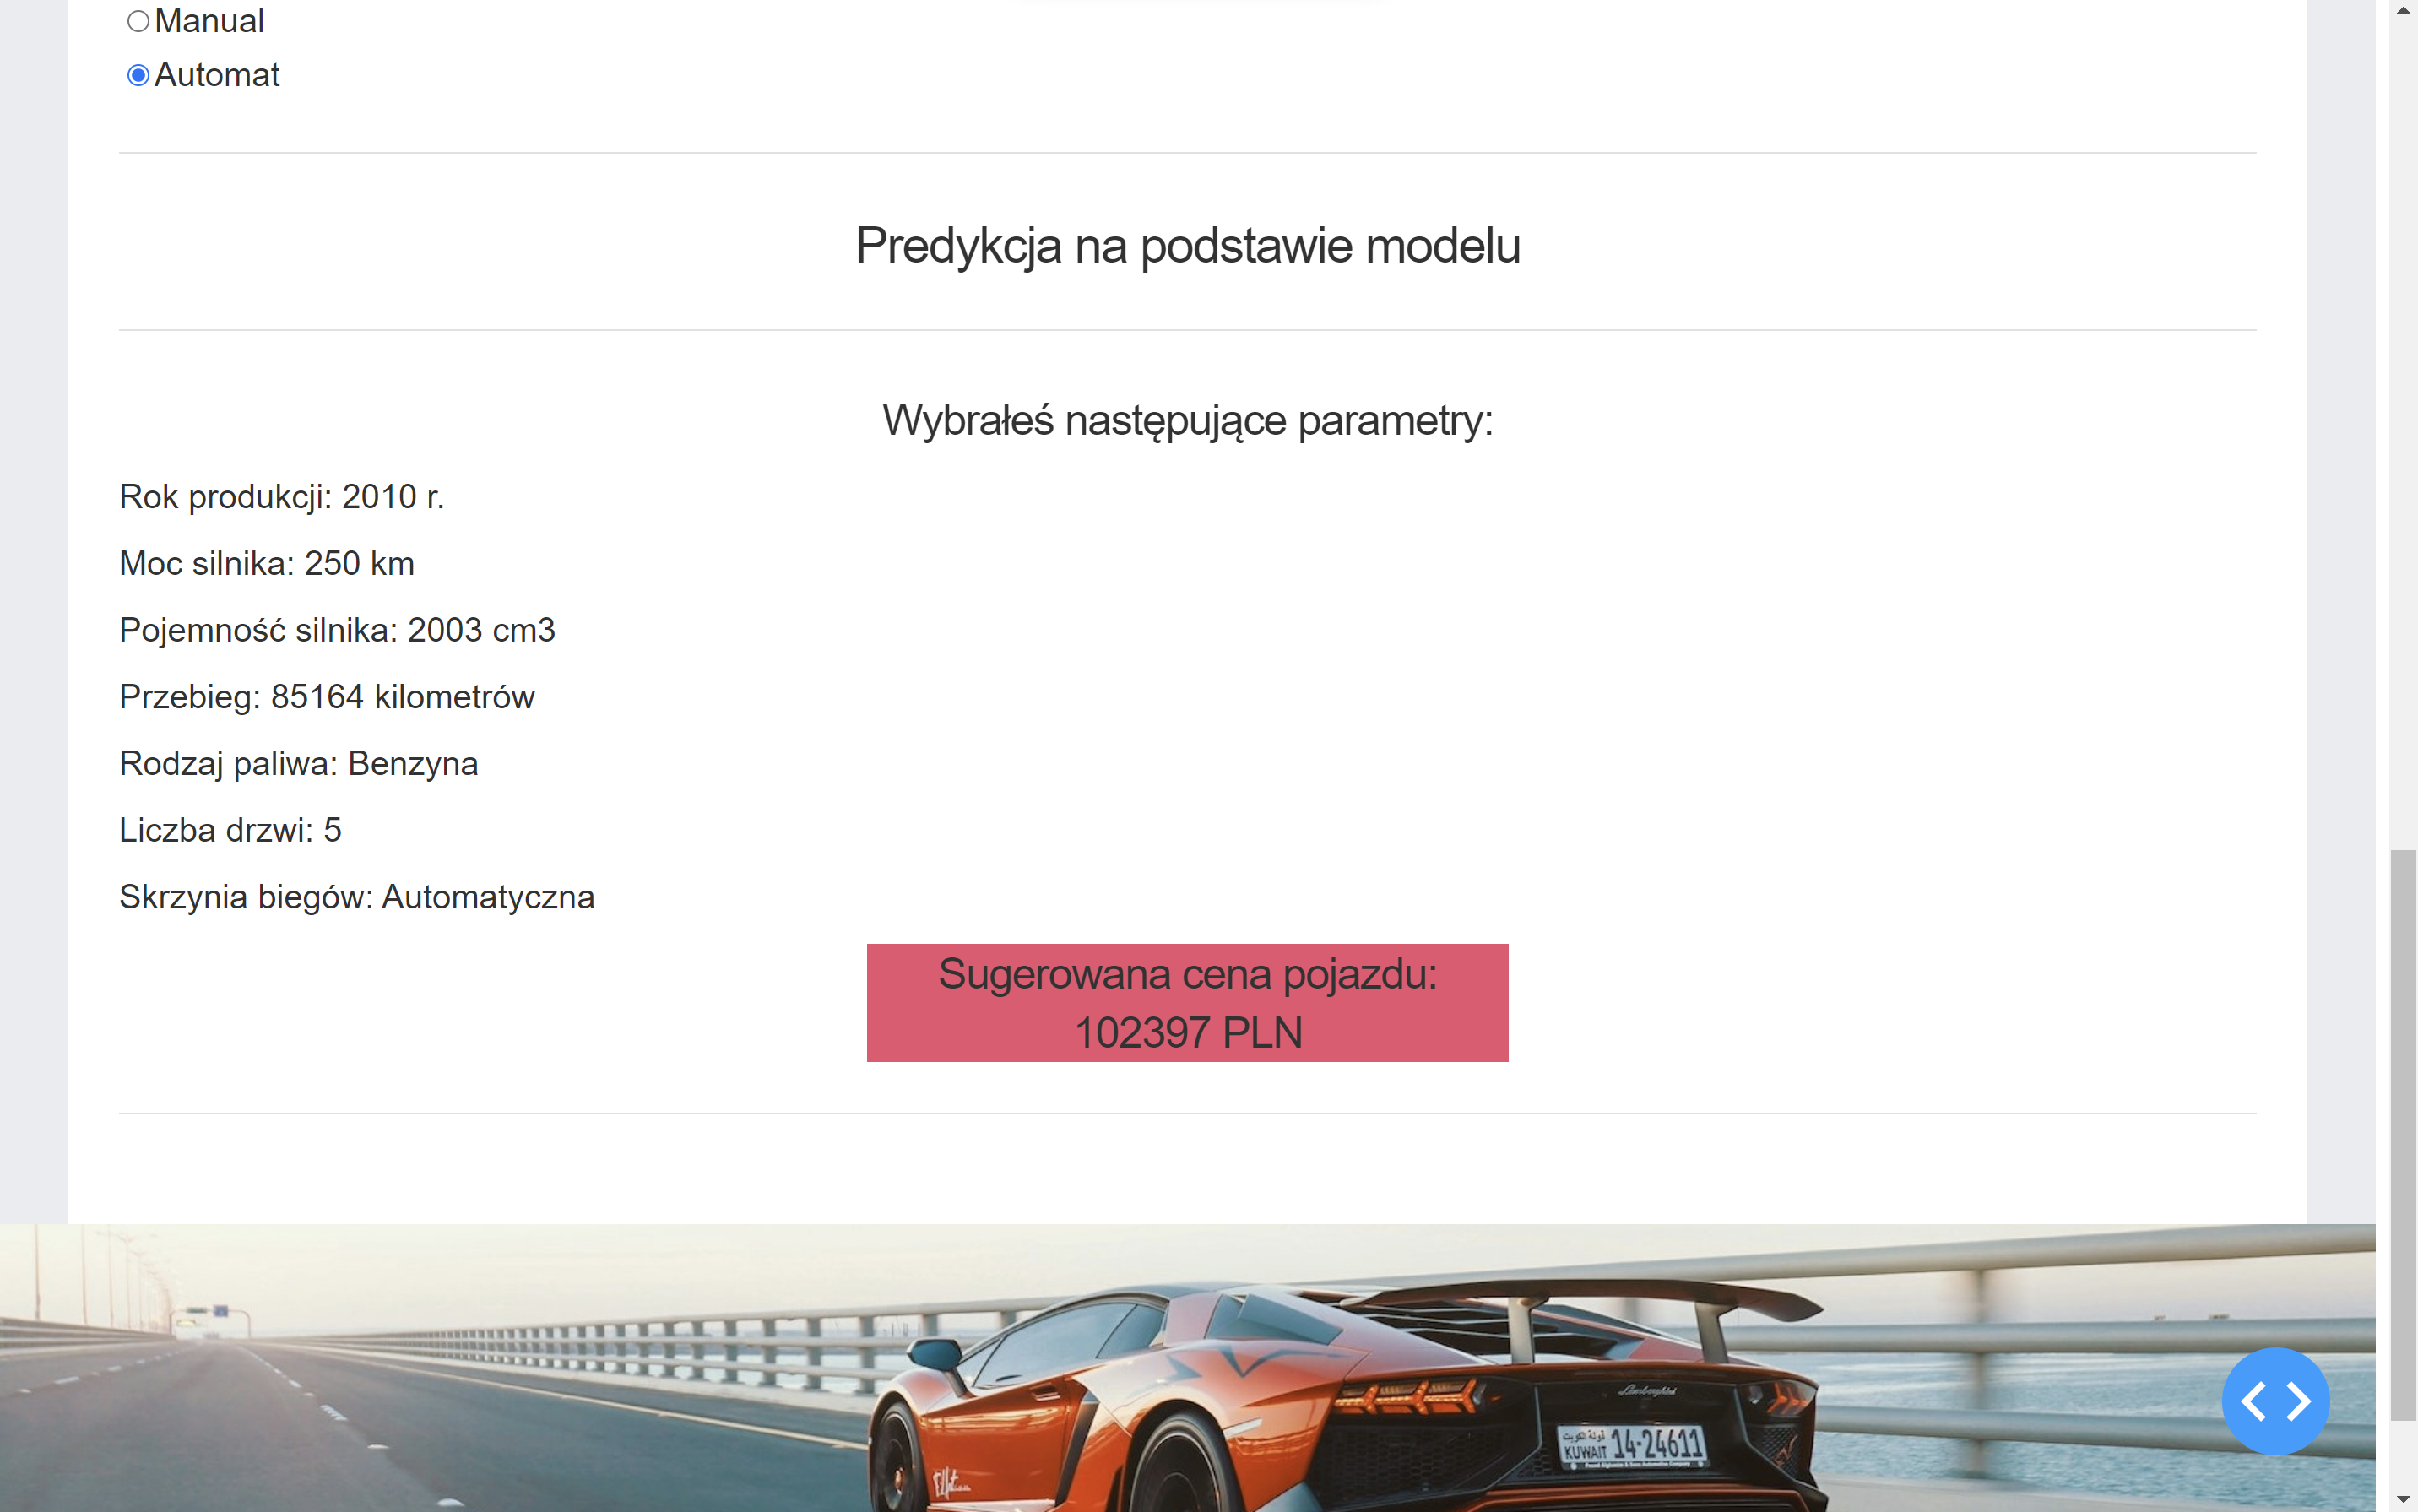 Manual
Automat
Predykcja na podstawie modelu
Wybrałeś następujące parametry:
Rok produkcji: 2010 r.
Moc silnika: 250 km
Pojemność silnika: 2003 cm3
Przebieg: 85164 kilometrów
Rodzaj paliwa: Benzyna
Liczba drzwi: 5
Skrzynia biegów: Automatyczna
Sugerowana cena pojazdu:
102397 PLN
Lamborghini
KUWAIT 14-24611